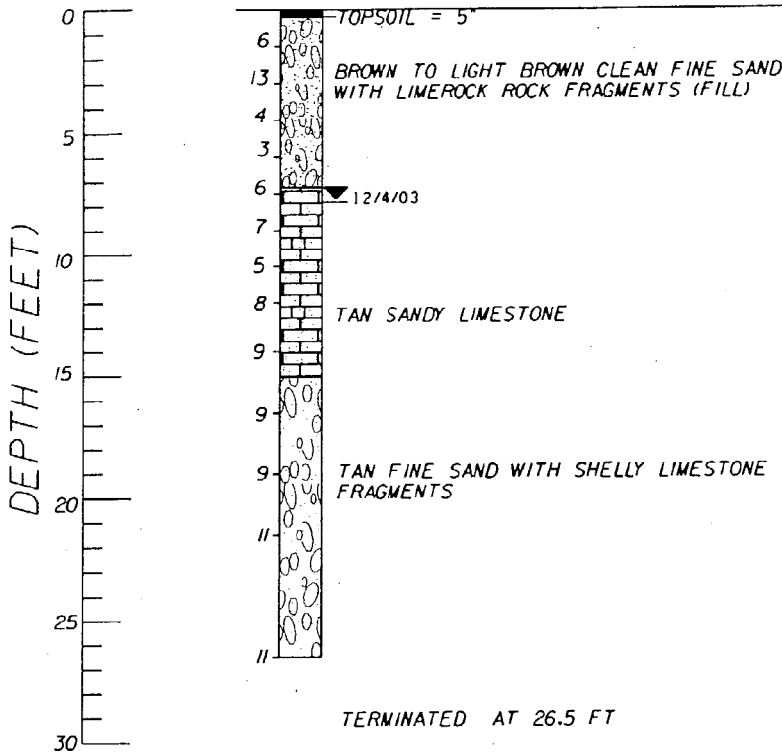 0
TOPSOIL = 5"
6
BROWN TO LIGHT BROWN CLEAN FINE SAND
13
WITH LIMEROCK ROCK FRAGMENTS (FILL)
4
5
3
6
12/4/03
7
DEPTH (FEET)
10
5
8
TAN SANDY LIMESTONE
9
15
9
TAN FINE SAND WITH SHELLY LIMESTONE
9
FRAGMENTS
20
11
25
11
TERMINATED AT 26.5 FT
30